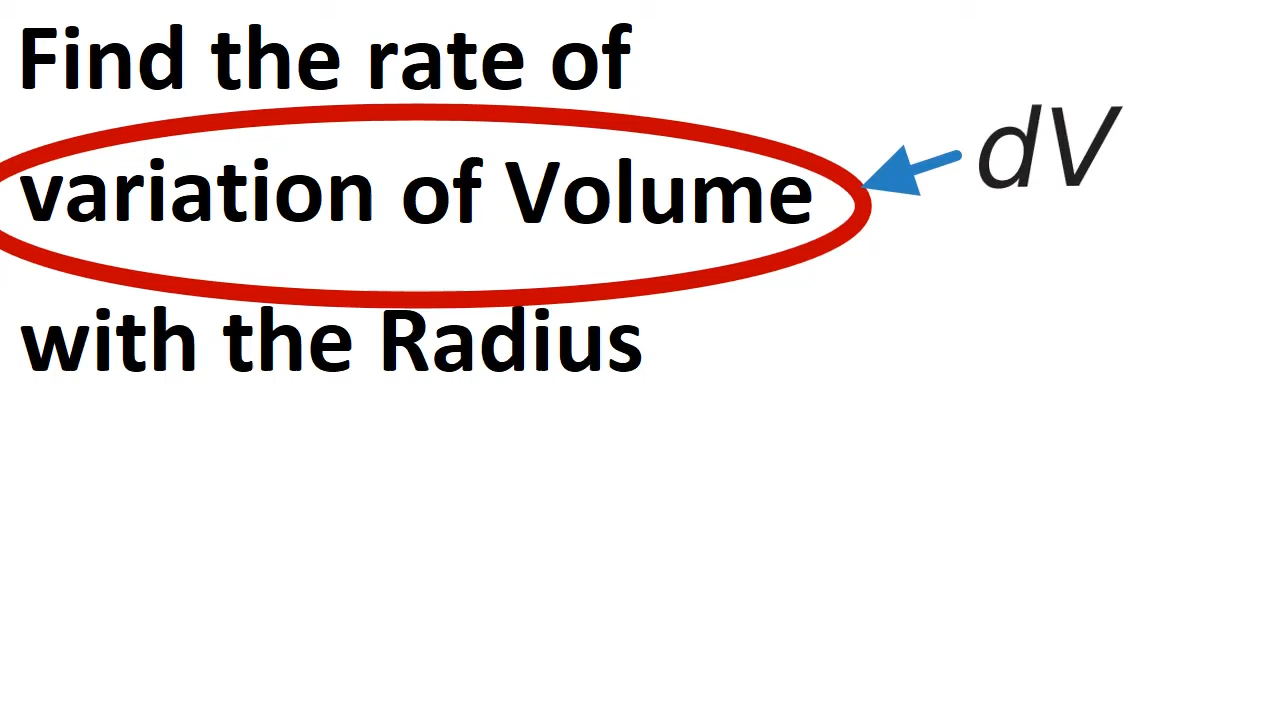 Find the rate of
variation of Volume
dV
with the Radius